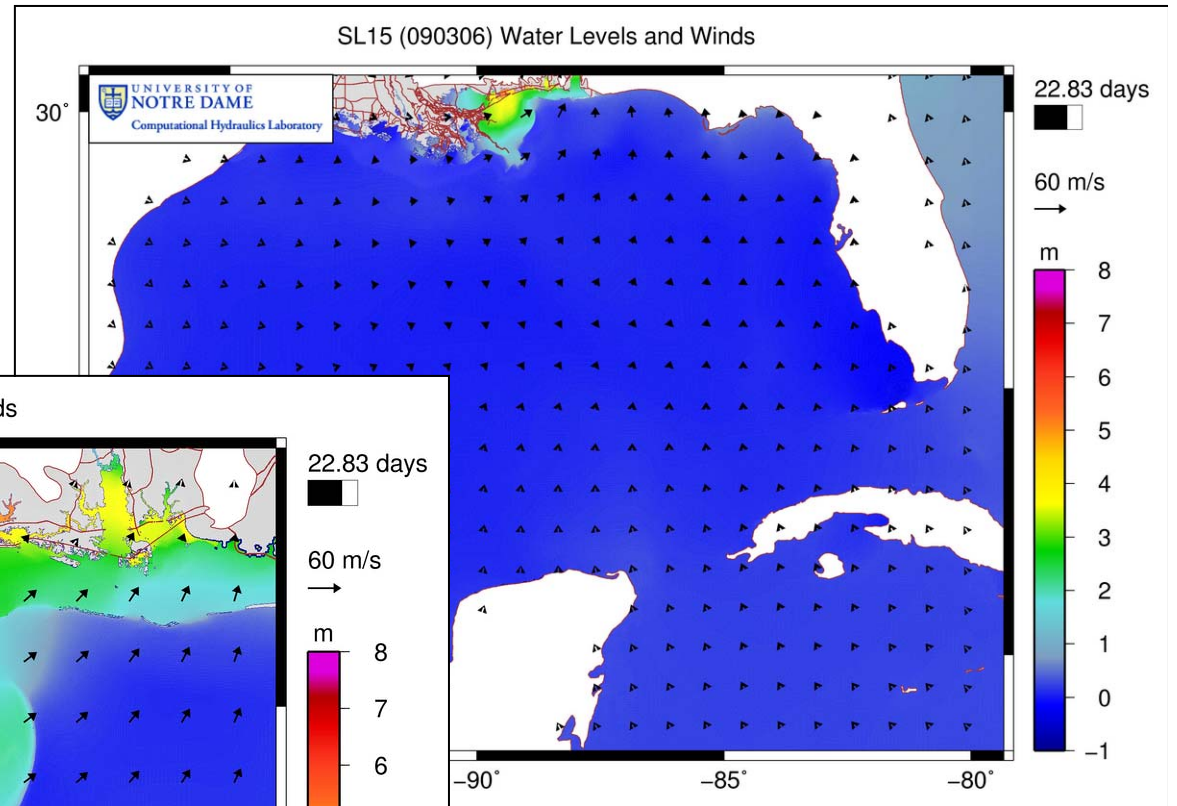 SL15 (090306) Water Levels and Winds
UNIVERSITY OF
NOTRE DAME
Computational Hydraulics Laboratory
30°
22.83 days
60 m/s
m
8
7
6
5
4
3
2
1
0
−1
−90°
−85°
−80°
ds
22.83 days
60 m/s
m
8
7
6